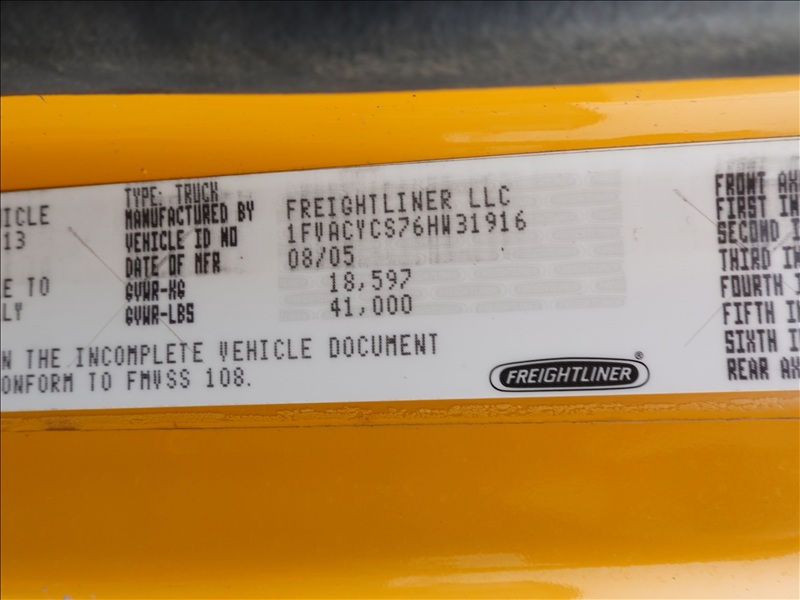 HICLE
13
E TO
LY
TYPE: TRUCK
MANUFACTURED BY FREIGHTLINER LLC
VEHICLE ID NO 1FVACYCS76HW31916
DATE OF MFR 08/05
GVWR-KG 18,597
GVWR-LBS 41,000
N THE INCOMPLETE VEHICLE DOCUMENT
ONFORM TO FMVSS 108.
FREIGHTLINER®
FRONT AX
FIRST IN
SECOND I
THIRD IN
FOURTH I
FIFTH IN
SIXTH I
REAR AX